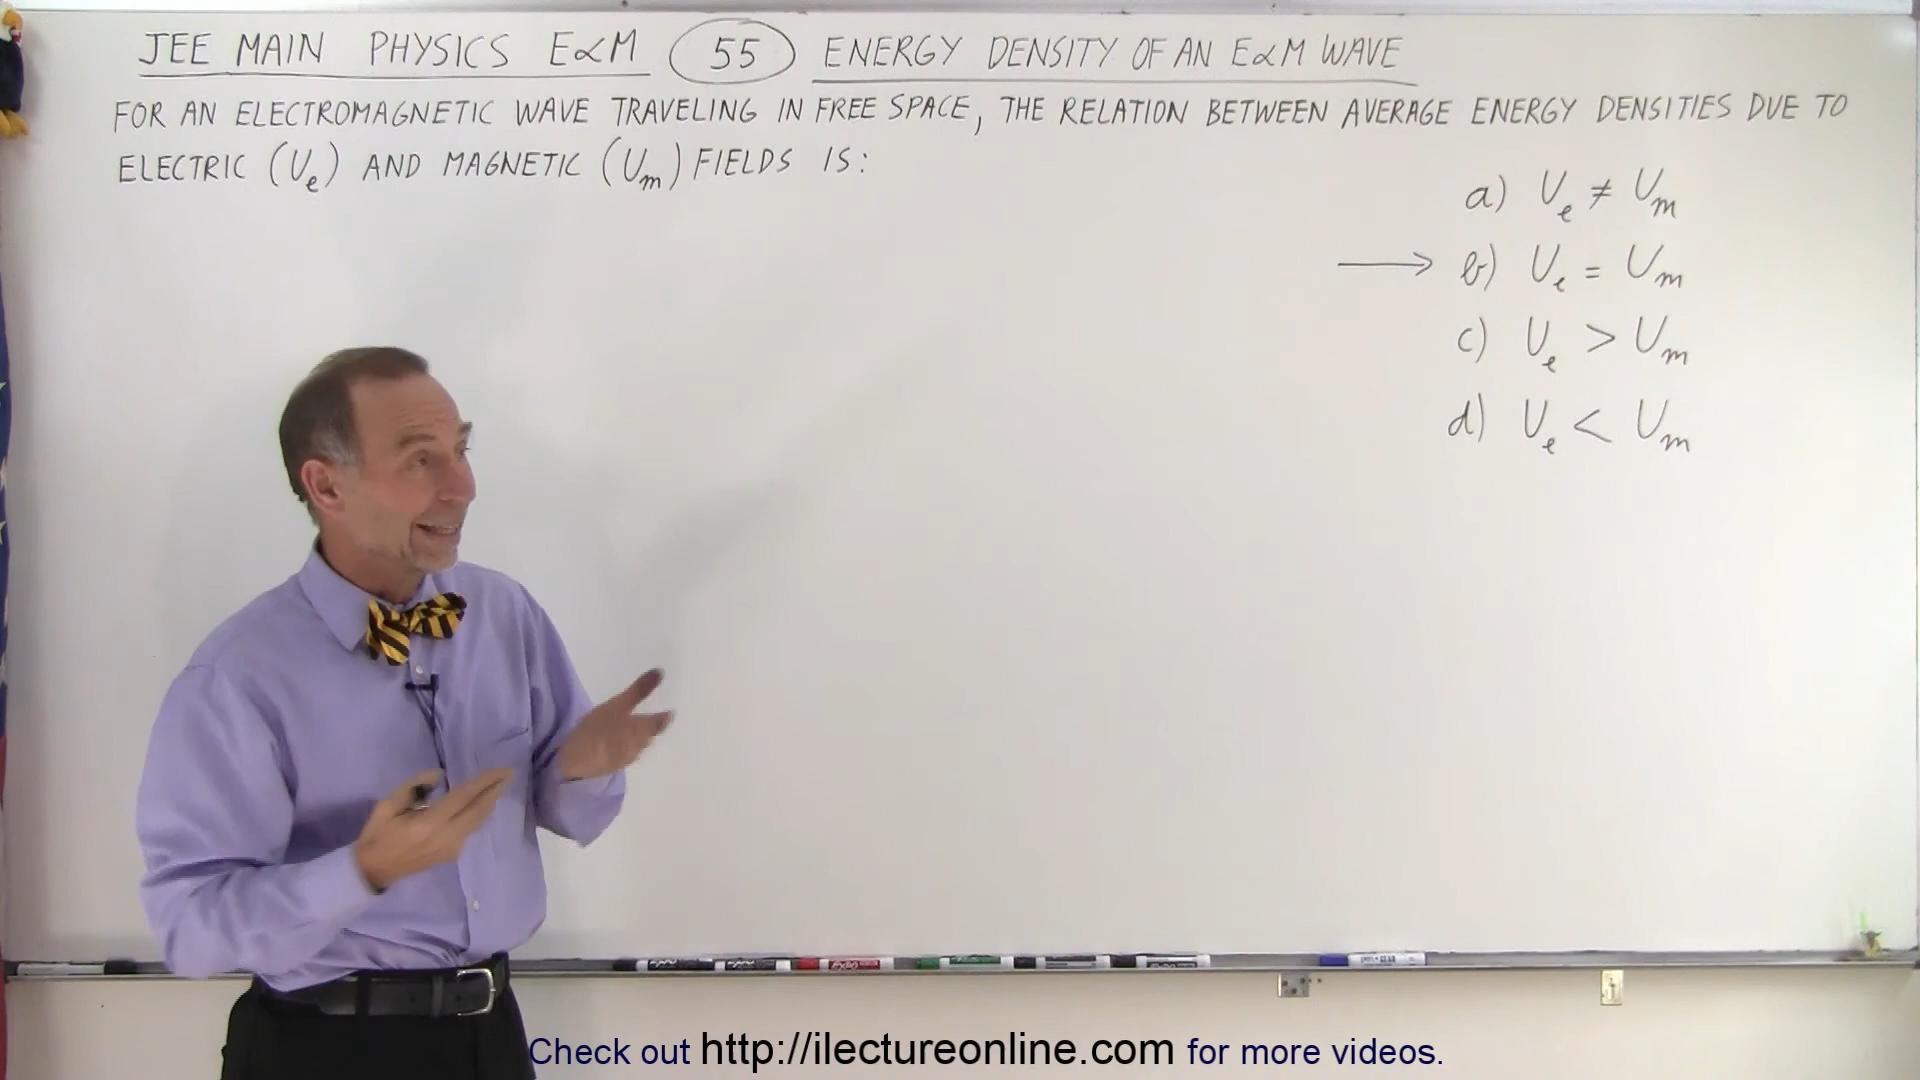 JEE MAIN PHYSICS E&M 55 ENERGY DENSITY OF AN E&M WAVE
FOR AN ELECTROMAGNETIC WAVE TRAVELING IN FREE SPACE, THE RELATION BETWEEN AVERAGE ENERGY DENSITIES DUE TO
ELECTRIC (Ue) AND MAGNETIC (Um) FIELDS IS:
a) Ue ≠ Um
→ b) Ue = Um
c) Ue > Um
d) Ue < Um
Check out http://ilectureonline.com for more videos.